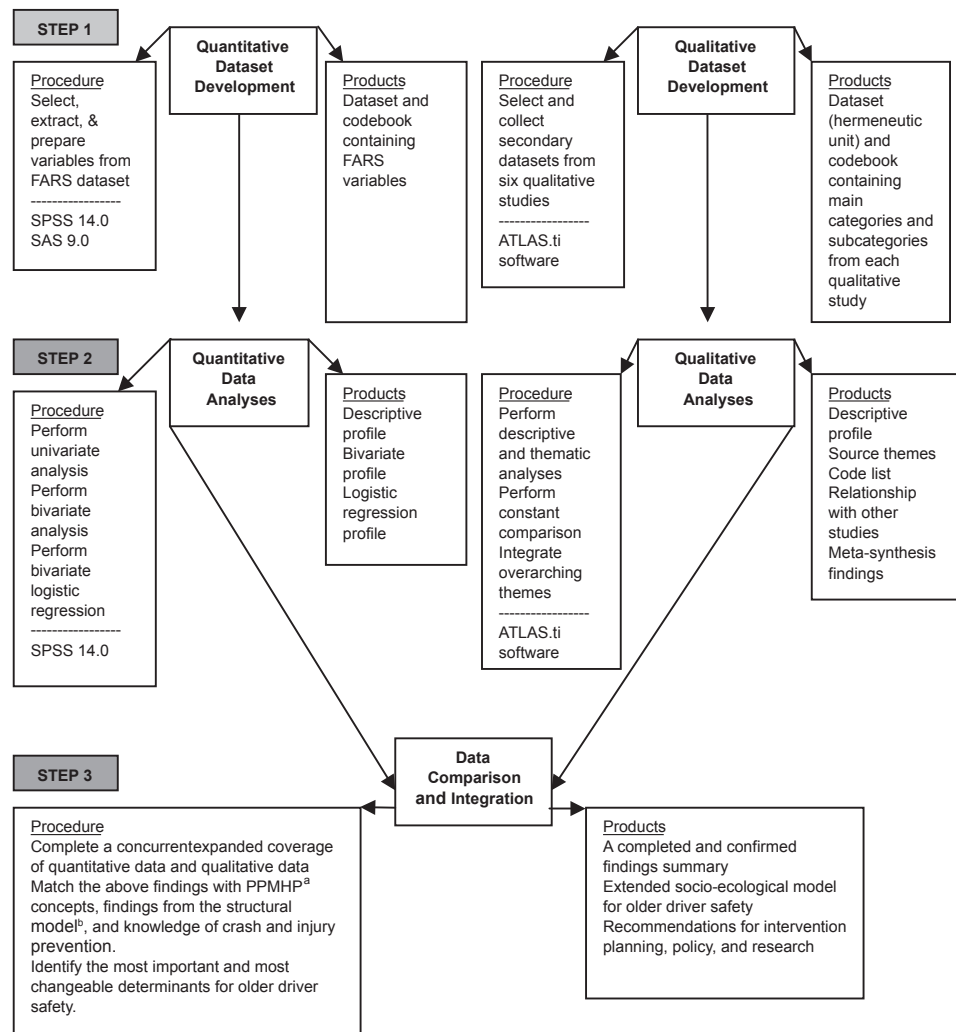 STEP 1
Quantitative
Dataset
Development
Procedure
Select,
extract, &
prepare
variables from
FARS dataset
-----------------
SPSS 14.0
SAS 9.0
Products
Dataset and
codebook
containing
FARS
variables
Qualitative
Dataset
Development
Procedure
Select and
collect
secondary
datasets from
six qualitative
studies
-----------------
ATLAS.ti
software
Products
Dataset
(hermeneutic
unit) and
codebook
containing
main
categories and
subcategories
from each
qualitative
study
STEP 2
Quantitative
Data
Analyses
Procedure
Perform
univariate
analysis
Perform
bivariate
analysis
Perform
bivariate
logistic
regression
-----------------
SPSS 14.0
Products
Descriptive
profile
Bivariate
profile
Logistic
regression
profile
Qualitative
Data
Analyses
Procedure
Perform
descriptive
and thematic
analyses
Perform
constant
comparison
Integrate
overarching
themes
-----------------
ATLAS.ti
software
Products
Descriptive
profile
Source themes
Code list
Relationship
with other
studies
Meta-synthesis
findings
STEP 3
Data
Comparison
and Integration
Procedure
Complete a concurrentexpanded coverage
of quantitative data and qualitative data
Match the above findings with PPMHPᵃ
concepts, findings from the structural
modelᵇ, and knowledge of crash and injury
prevention.
Identify the most important and most
changeable determinants for older driver
safety.
Products
A completed and confirmed
findings summary
Extended socio-ecological model
for older driver safety
Recommendations for intervention
planning, policy, and research